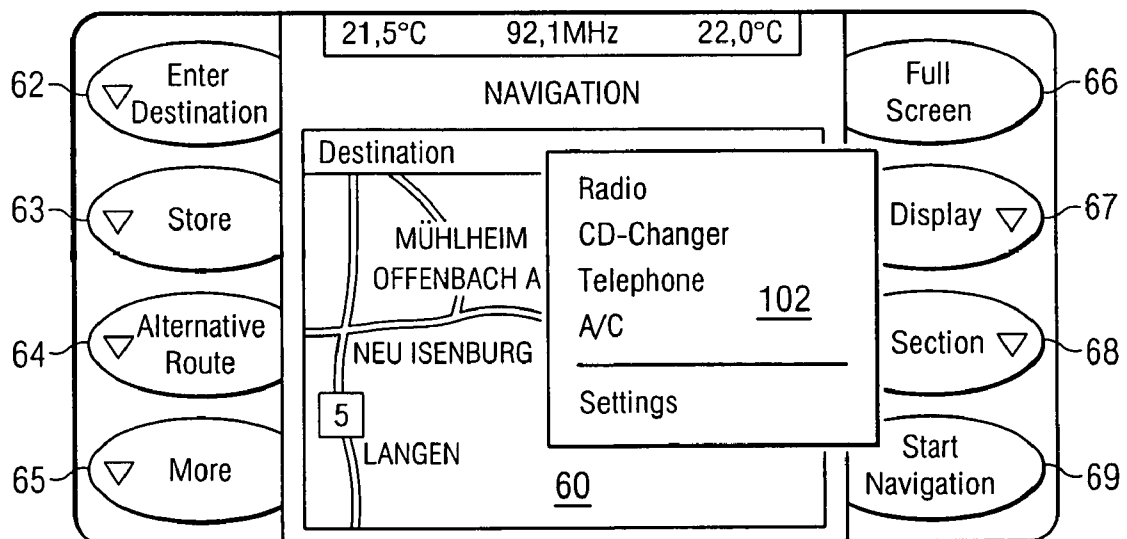 21,5°C 92,1MHz 22,0°C
NAVIGATION
62
Enter
Destination
63
Store
64
Alternative
Route
65
More
Destination
MÜHLHEIM
OFFENBACH A
NEU ISENBURG
5
LANGEN
60
Radio
CD-Changer
Telephone
A/C
102
Settings
Full
Screen
66
Display
67
Section
68
Start
Navigation
69